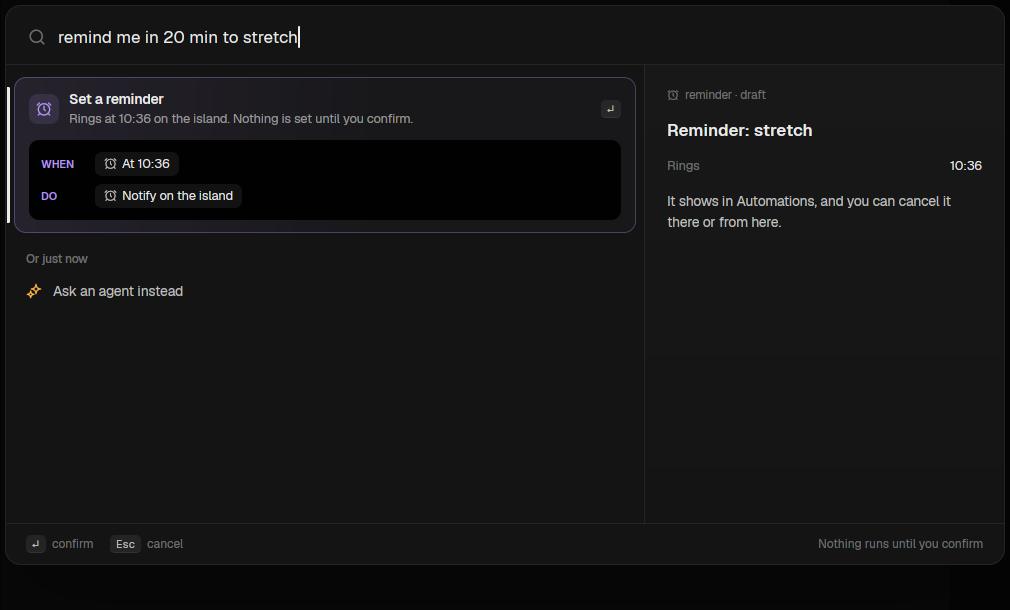 remind me in 20 min to stretch
Set a reminder
Rings at 10:36 on the island. Nothing is set until you confirm.
WHEN At 10:36
DO Notify on the island
Or just now
Ask an agent instead
reminder · draft
Reminder: stretch
Rings 10:36
It shows in Automations, and you can cancel it
there or from here.
confirm Esc cancel
Nothing runs until you confirm